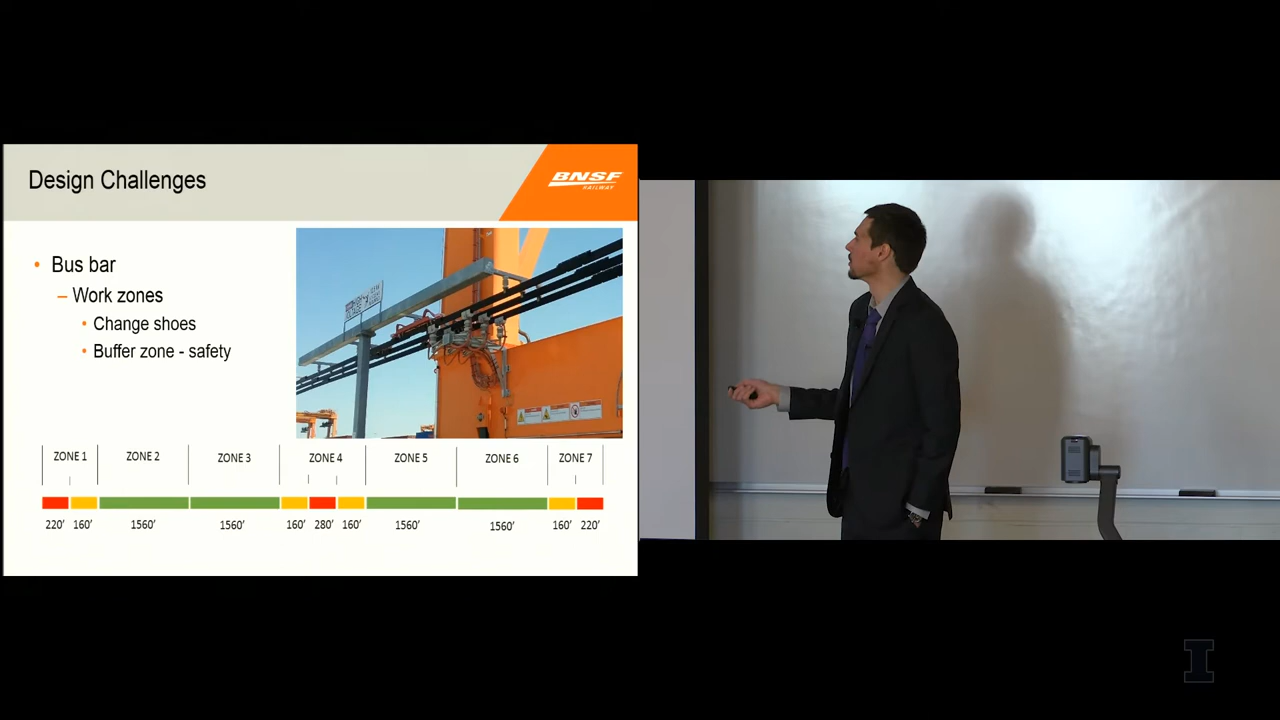 Design Challenges
BNSF
RAILWAY
• Bus bar
– Work zones
• Change shoes
• Buffer zone - safety
ZONE 1 ZONE 2 ZONE 3 ZONE 4 ZONE 5 ZONE 6 ZONE 7
220' 160' 1560' 1560' 160' 280' 160' 1560' 1560' 160' 220'
I